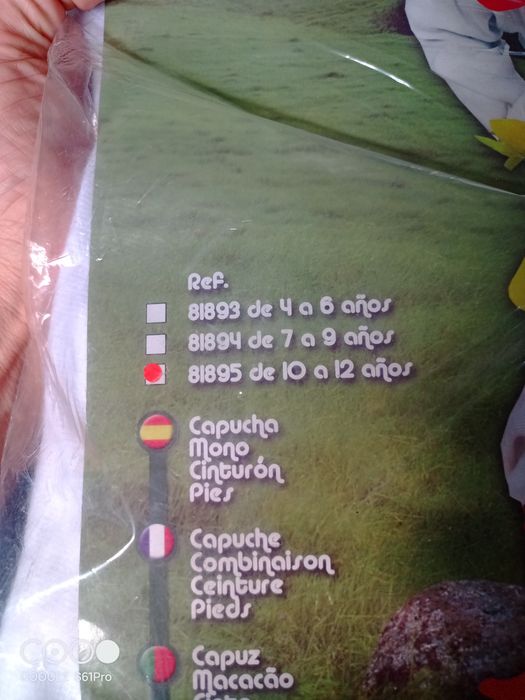 Ref.
81893 de 4 a 6 años
81894 de 7 a 9 años
81895 de 10 a 12 años
Capucha
Mono
Cinturón
Pies
Capuche
Combinaison
Ceinture
Pieds
Capuz
Macacão